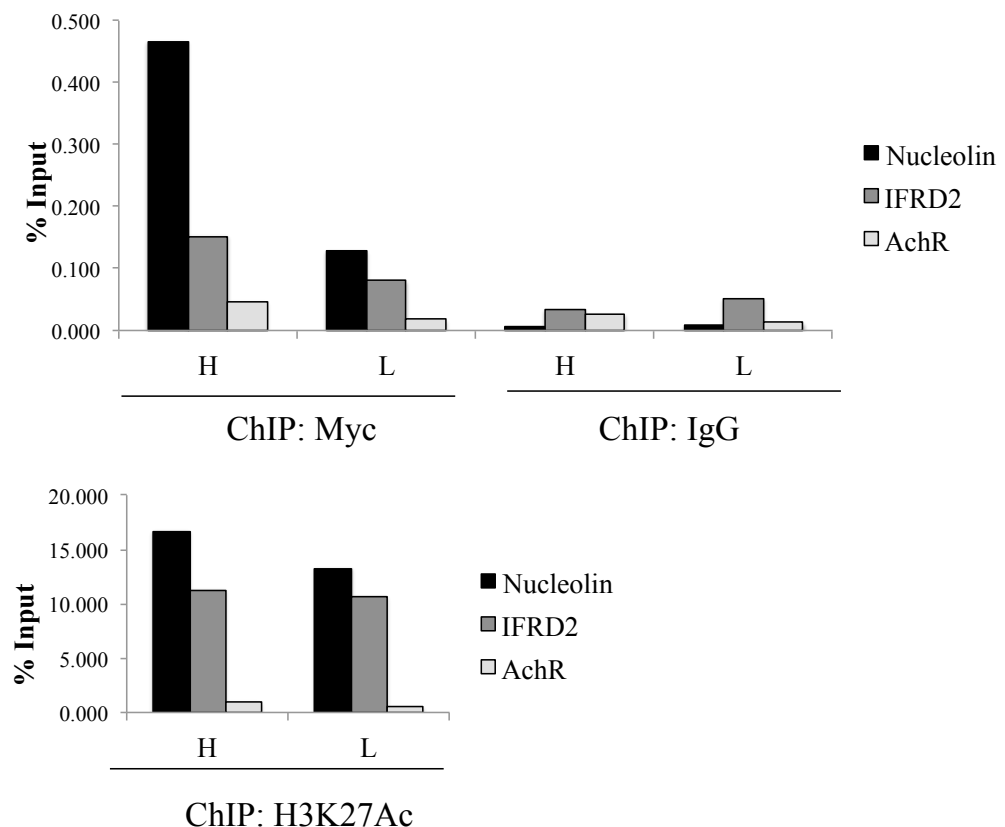 % Input
0.500
0.400
0.300
0.200
0.100
0.000
Nucleolin
IFRD2
AchR
H L H L
ChIP: Myc ChIP: IgG
% Input
20.000
15.000
10.000
5.000
0.000
Nucleolin
IFRD2
AchR
H L
ChIP: H3K27Ac